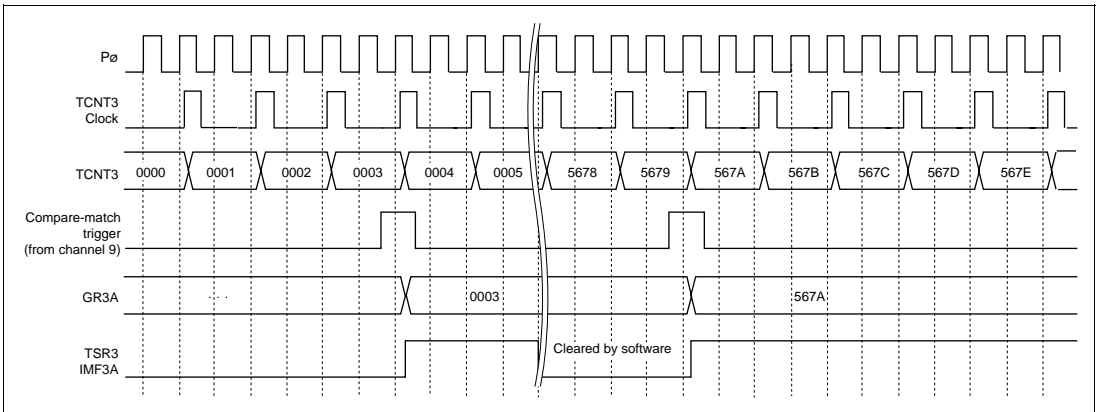 Pø
TCNT3
Clock
TCNT3
0000 0001 0002 0003 0004 0005 5678 5679 567A 567B 567C 567D 567E
Compare-match
trigger
(from channel 9)
GR3A
. . . 0003 567A
TSR3
IMF3A
Cleared by software